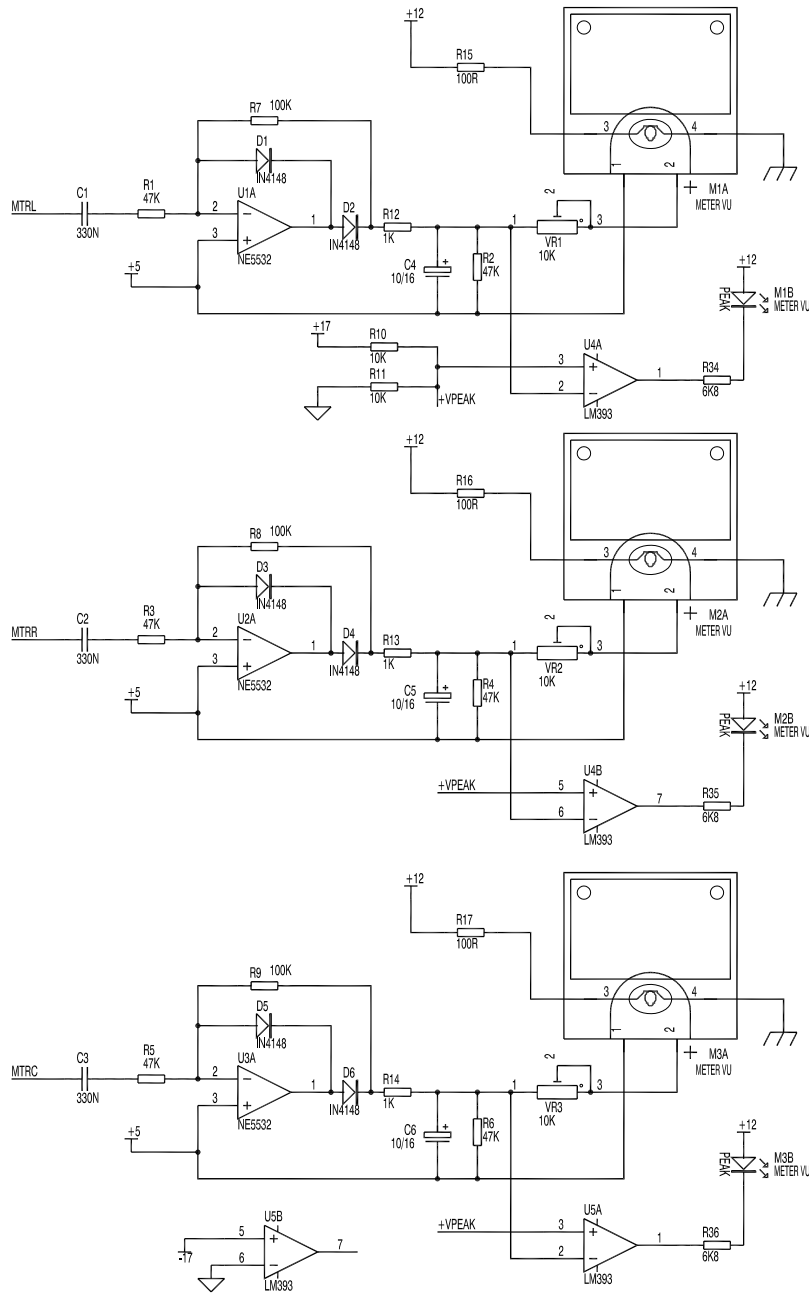 +12
R15
100R
3 4
1 2
+ M1A
METER VU
R7 100K
D1
IN4148
MTRL
C1
330N
R1
47K
U1A
2
3
1
NE5532
+5
D2
IN4148
R12
1K
C4
10/16
+
R2
47K
1
2
3
VR1
10K
+12
PEAK
M1B
METER VU
+17
R10
10K
R11
10K
+VPEAK
U4A
3
2
1
LM393
R34
6K8
+12
R16
100R
3 4
1 2
+ M2A
METER VU
R8 100K
D3
IN4148
MTRR
C2
330N
R3
47K
U2A
2
3
1
NE5532
+5
D4
IN4148
R13
1K
C5
10/16
+
R4
47K
1
2
3
VR2
10K
+12
PEAK
M2B
METER VU
+VPEAK
U4B
5
6
7
LM393
R35
6K8
+12
R17
100R
3 4
1 2
+ M3A
METER VU
R9 100K
D5
IN4148
MTRC
C3
330N
R5
47K
U3A
2
3
1
NE5532
+5
D6
IN4148
R14
1K
C6
10/16
+
R6
47K
1
2
3
VR3
10K
+12
PEAK
M3B
METER VU
+VPEAK
U5A
3
2
1
LM393
R36
6K8
U5B
5
6
7
-17
LM393